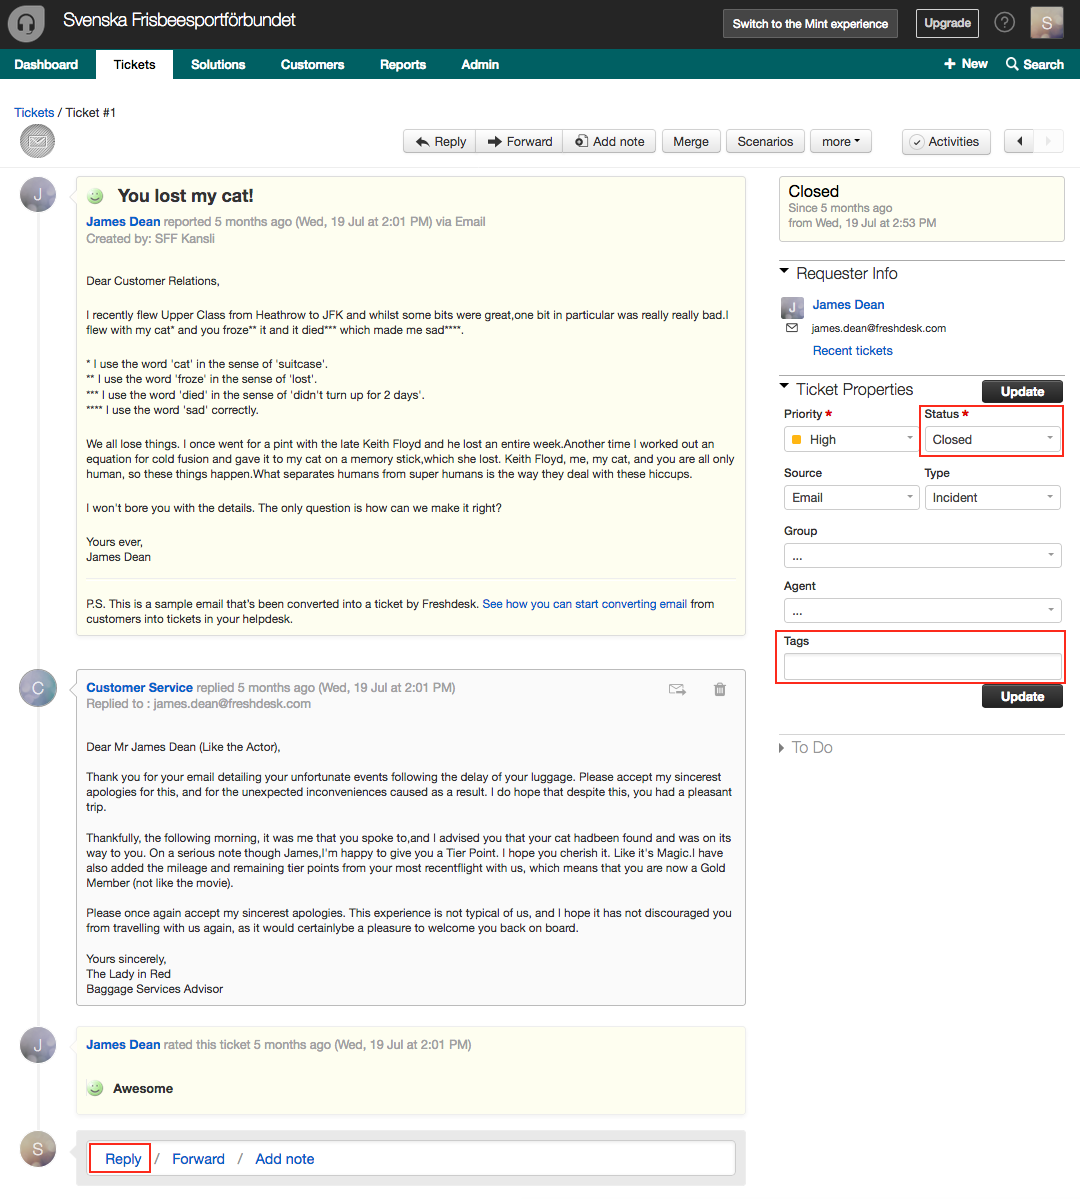 Svenska Frisbeesportförbundet
Switch to the Mint experience
Upgrade
?
S
Dashboard
Tickets
Solutions
Customers
Reports
Admin
+ New
Search
Tickets / Ticket #1
Reply
Forward
Add note
Merge
Scenarios
more
Activities
J
You lost my cat!
James Dean reported 5 months ago (Wed, 19 Jul at 2:01 PM) via Email
Created by: SFF Kansli
Dear Customer Relations,
I recently flew Upper Class from Heathrow to JFK and whilst some bits were great,one bit in particular was really really bad.I
flew with my cat* and you froze** it and it died*** which made me sad****.
* I use the word 'cat' in the sense of 'suitcase'.
** I use the word 'froze' in the sense of 'lost'.
*** I use the word 'died' in the sense of 'didn't turn up for 2 days'.
**** I use the word 'sad' correctly.
We all lose things. I once went for a pint with the late Keith Floyd and he lost an entire week.Another time I worked out an
equation for cold fusion and gave it to my cat on a memory stick,which she lost. Keith Floyd, me, my cat, and you are all only
human, so these things happen.What separates humans from super humans is the way they deal with these hiccups.
I won't bore you with the details. The only question is how can we make it right?
Yours ever,
James Dean
P.S. This is a sample email that's been converted into a ticket by Freshdesk. See how you can start converting email from
customers into tickets in your helpdesk.
C
Customer Service replied 5 months ago (Wed, 19 Jul at 2:01 PM)
Replied to : james.dean@freshdesk.com
Dear Mr James Dean (Like the Actor),
Thank you for your email detailing your unfortunate events following the delay of your luggage. Please accept my sincerest
apologies for this, and for the unexpected inconveniences caused as a result. I do hope that despite this, you had a pleasant
trip.
Thankfully, the following morning, it was me that you spoke to,and I advised you that your cat hadbeen found and was on its
way to you. On a serious note though James,I'm happy to give you a Tier Point. I hope you cherish it. Like it's Magic.I have
also added the mileage and remaining tier points from your most recentflight with us, which means that you are now a Gold
Member (not like the movie).
Please once again accept my sincerest apologies. This experience is not typical of us, and I hope it has not discouraged you
from travelling with us again, as it would certainlybe a pleasure to welcome you back on board.
Yours sincerely,
The Lady in Red
Baggage Services Advisor
J
James Dean rated this ticket 5 months ago (Wed, 19 Jul at 2:01 PM)
Awesome
S
Reply / Forward / Add note
Closed
Since 5 months ago
from Wed, 19 Jul at 2:53 PM
Requester Info
J
James Dean
james.dean@freshdesk.com
Recent tickets
Ticket Properties
Update
Priority *
Status *
High
Closed
Source
Type
Email
Incident
Group
...
Agent
...
Tags
Update
To Do